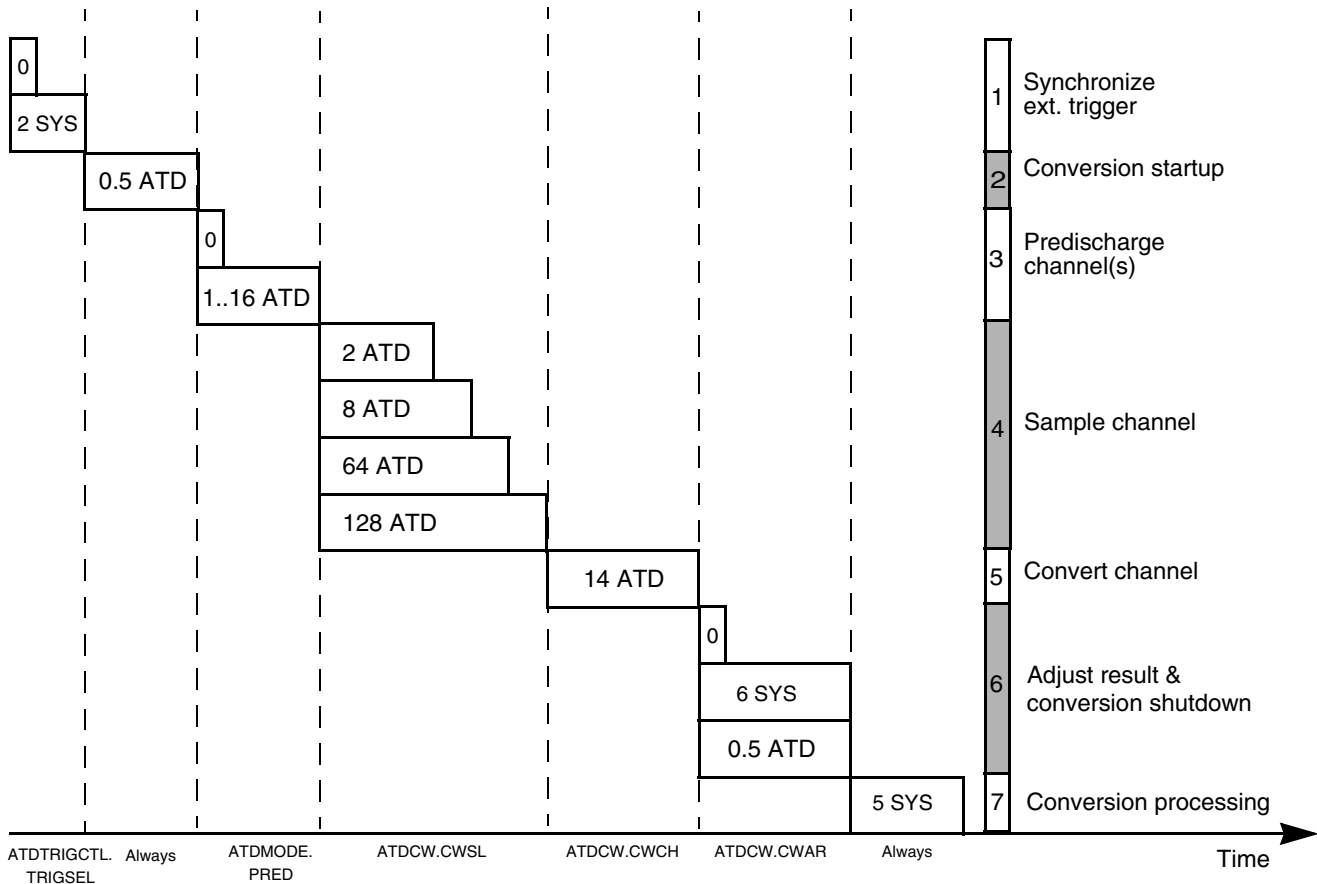 0
2 SYS
0.5 ATD
0
1..16 ATD
2 ATD
8 ATD
64 ATD
128 ATD
14 ATD
0
6 SYS
0.5 ATD
5 SYS
1
Synchronize
ext. trigger
2
Conversion startup
3
Predischarge
channel(s)
4
Sample channel
5
Convert channel
6
Adjust result &
conversion shutdown
7
Conversion processing
ATDTRIGCTL.
TRIGSEL
Always
ATDMODE.
PRED
ATDCW.CWSL
ATDCW.CWCH
ATDCW.CWAR
Always
Time